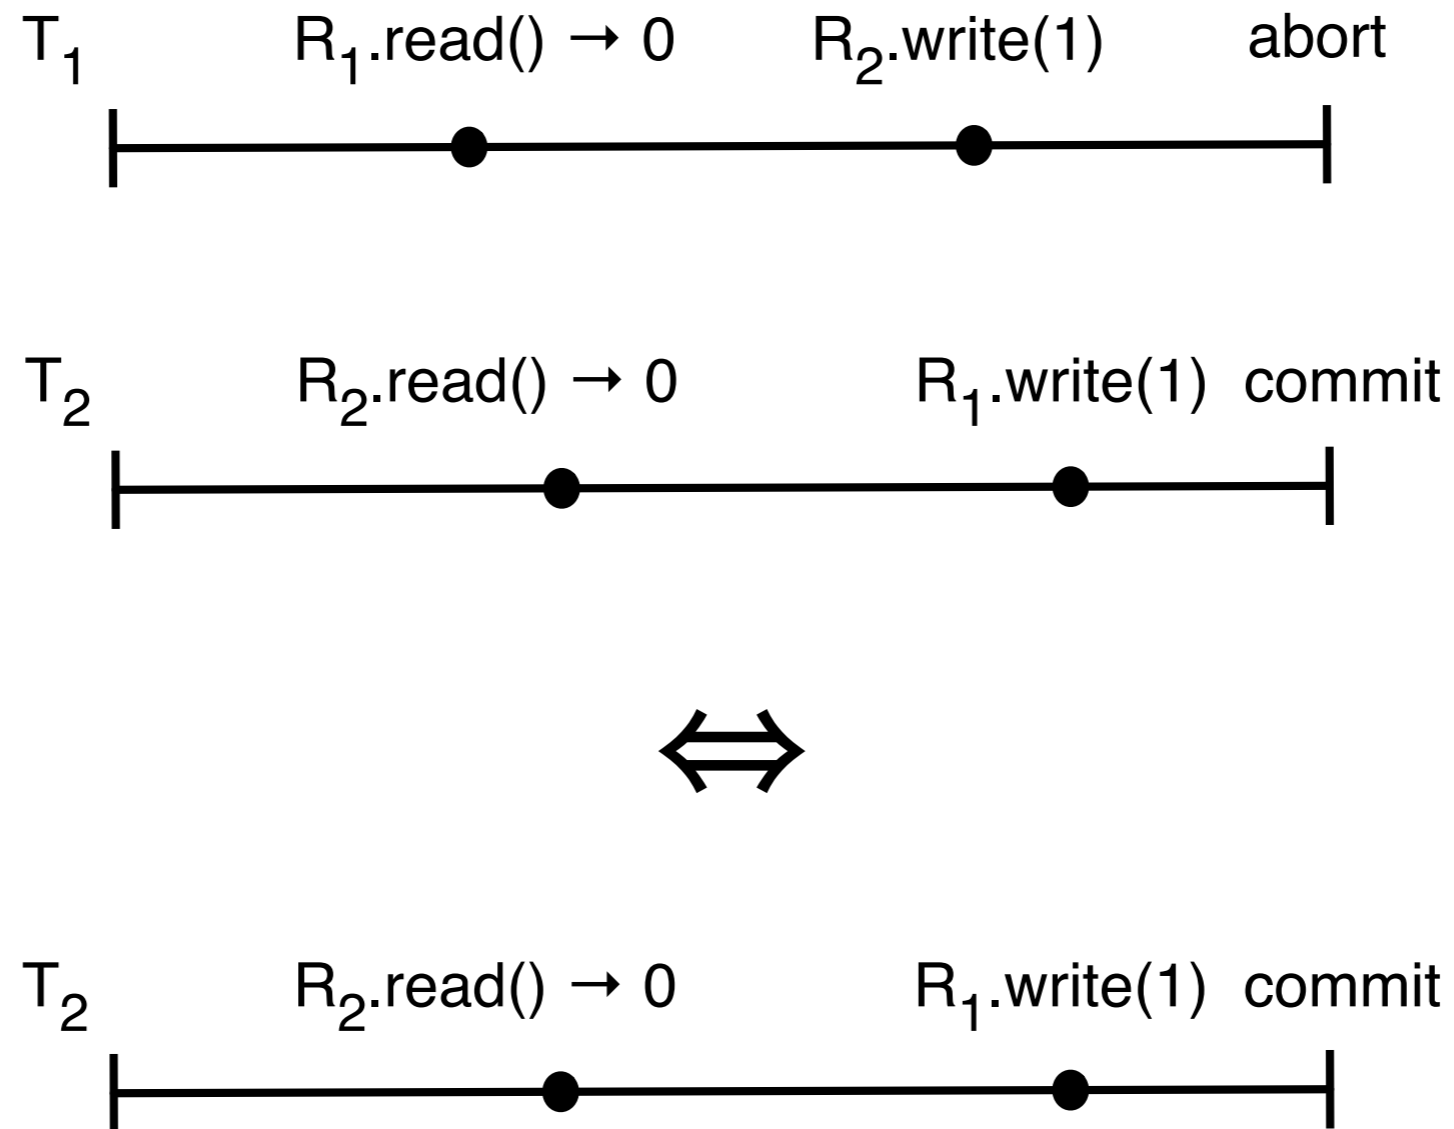 T₁ R₁.read() → 0 R₂.write(1) abort
T₂ R₂.read() → 0 R₁.write(1) commit
⇔
T₂ R₂.read() → 0 R₁.write(1) commit